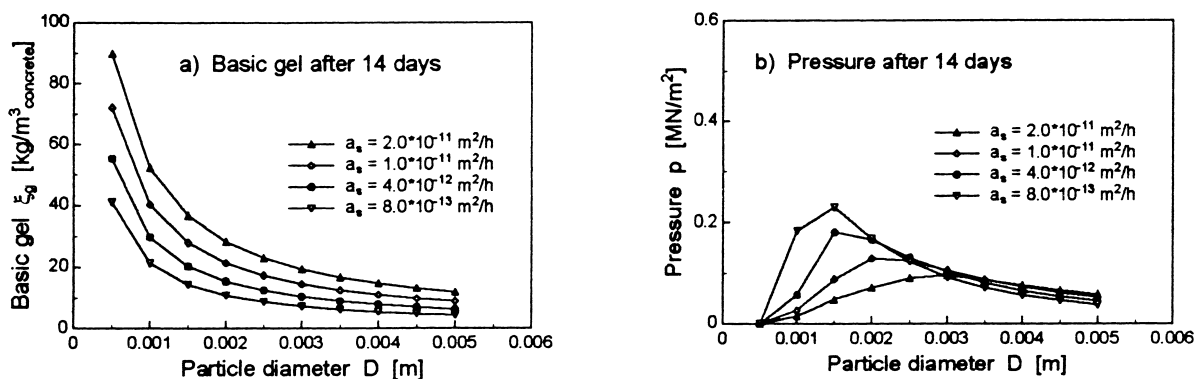 a) Basic gel after 14 days
Basic gel ξg [kg/m³concrete]
100
80
60
40
20
0
as = 2.0*10⁻¹¹ m²/h
as = 1.0*10⁻¹¹ m²/h
as = 4.0*10⁻¹² m²/h
as = 8.0*10⁻¹³ m²/h
0 0.001 0.002 0.003 0.004 0.005 0.006
Particle diameter D [m]
b) Pressure after 14 days
Pressure p [MN/m²]
0.6
0.4
0.2
0
as = 2.0*10⁻¹¹ m²/h
as = 1.0*10⁻¹¹ m²/h
as = 4.0*10⁻¹² m²/h
as = 8.0*10⁻¹³ m²/h
0 0.001 0.002 0.003 0.004 0.005 0.006
Particle diameter D [m]